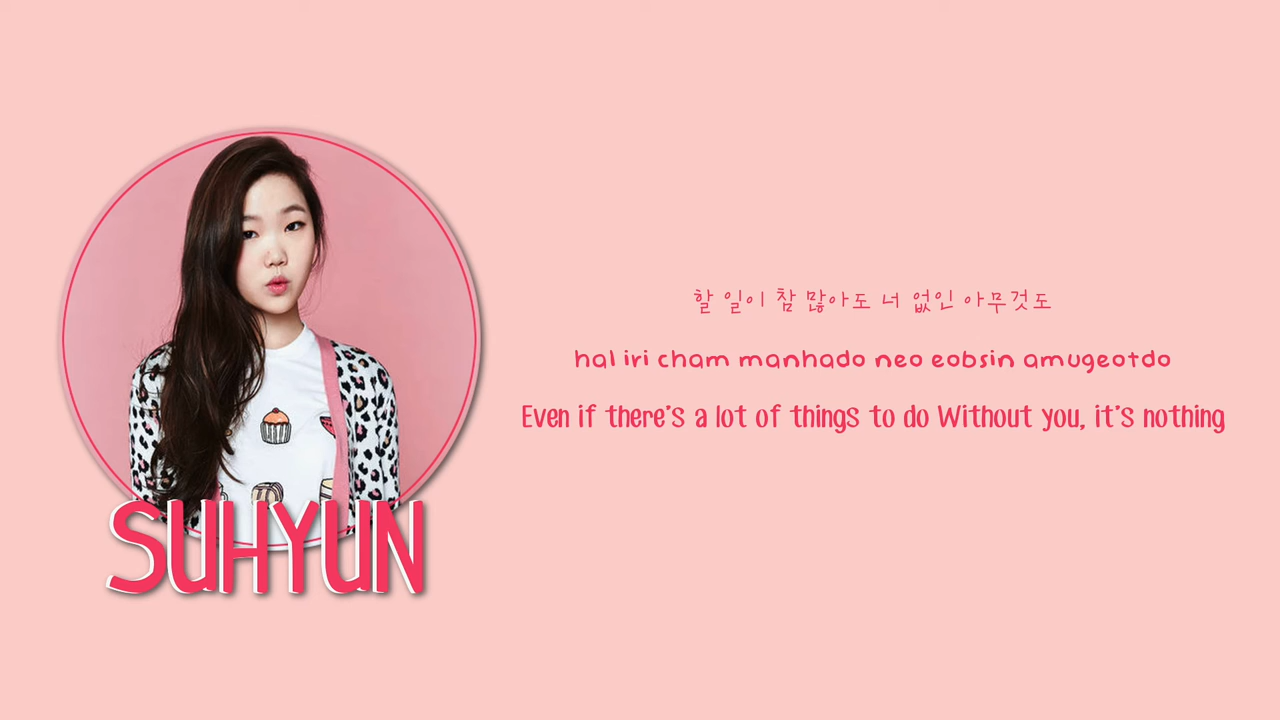 할 일이 참 많아도 너 없인 아무것도
hal iri cham manhado neo eobsin amugeotdo
Even if there's a lot of things to do Without you, it's nothing
SUHYUN